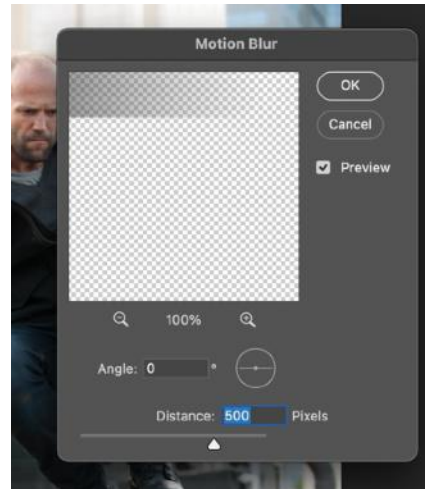 Motion Blur
OK
Cancel
Preview
100%
Angle: 0 °
Distance: 500 Pixels